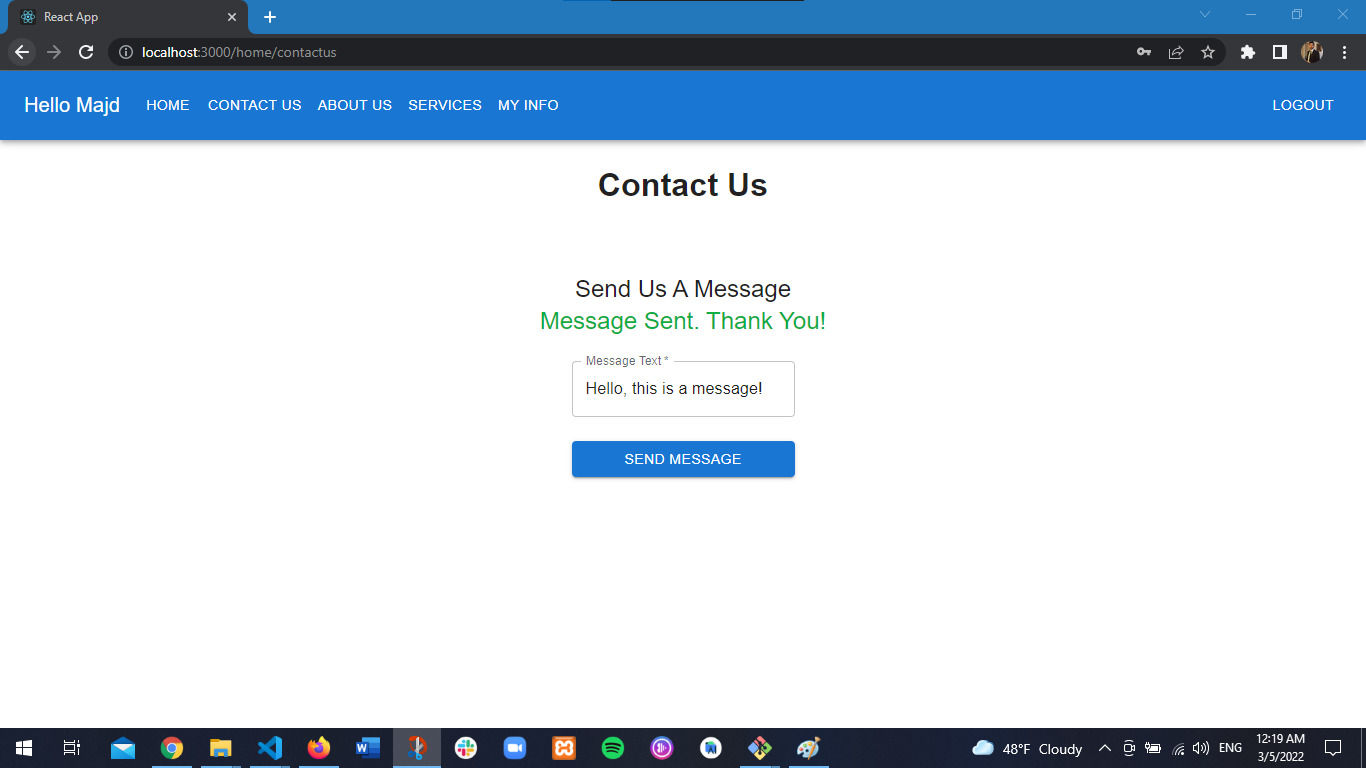 React App
localhost:3000/home/contactus
Hello Majd HOME CONTACT US ABOUT US SERVICES MY INFO LOGOUT
Contact Us
Send Us A Message
Message Sent. Thank You!
Message Text *
Hello, this is a message!
SEND MESSAGE
48°F Cloudy ENG 12:19 AM
3/5/2022